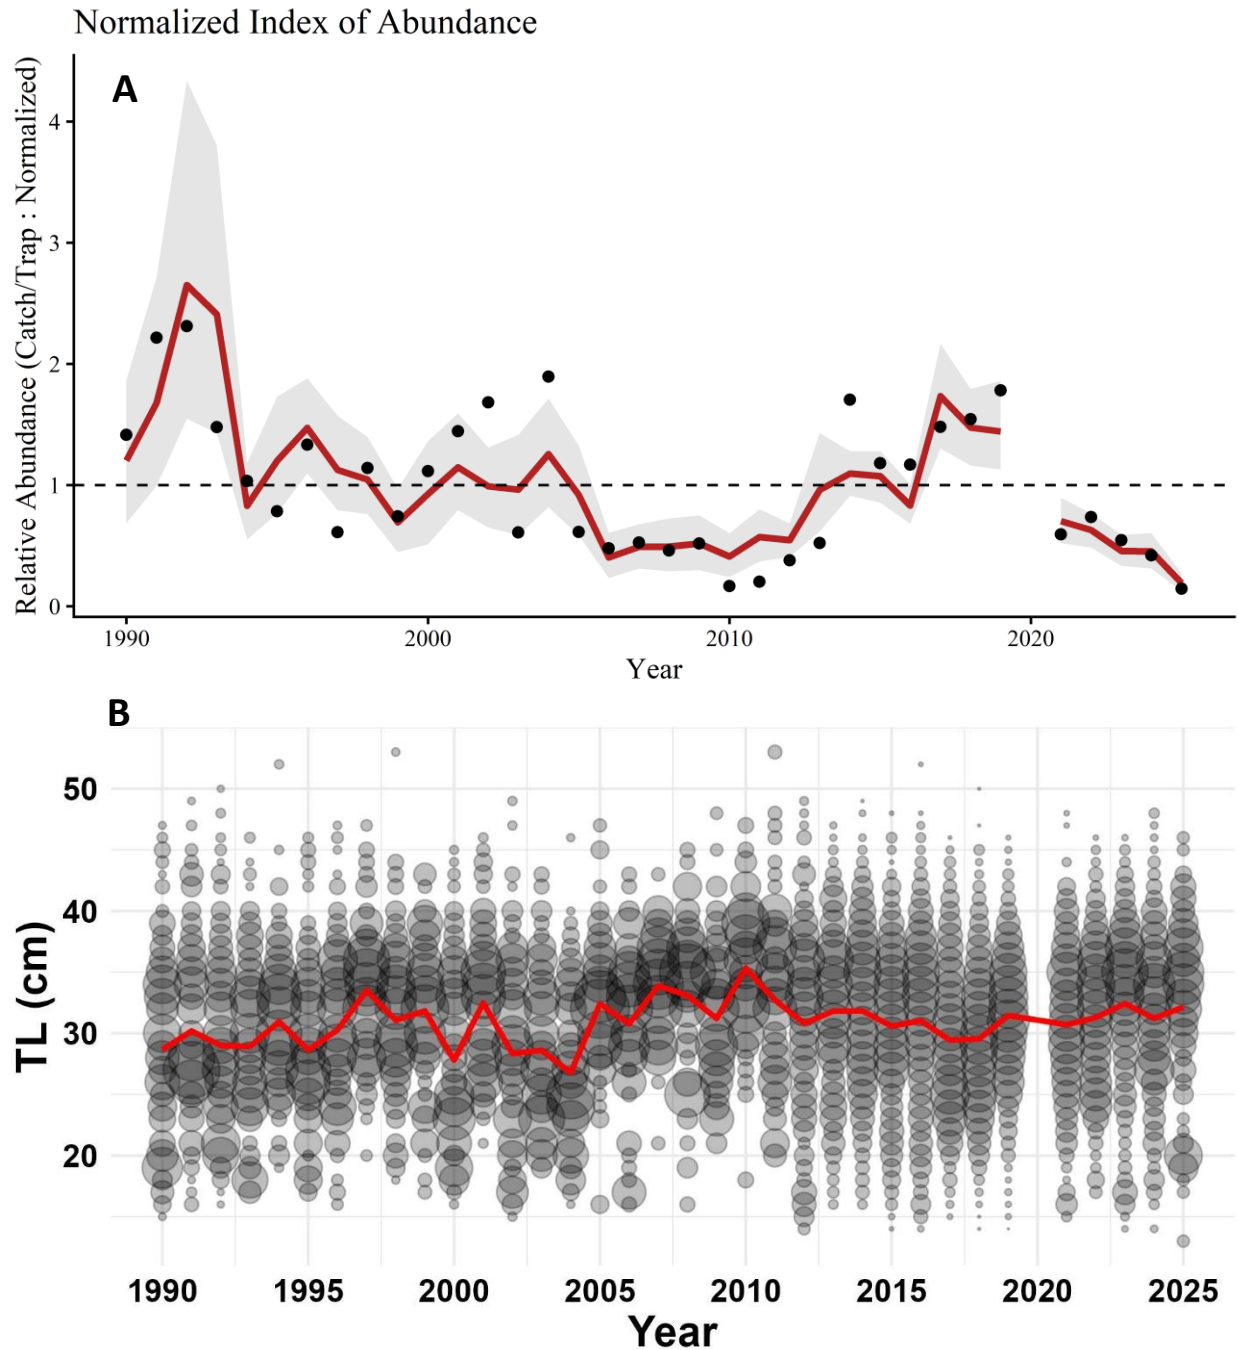 Normalized Index of Abundance
A
Relative Abundance (Catch/Trap : Normalized)
4
3
2
1
0
1990 2000 2010 2020
Year
B
TL (cm)
50
40
30
20
1990 1995 2000 2005 2010 2015 2020 2025
Year